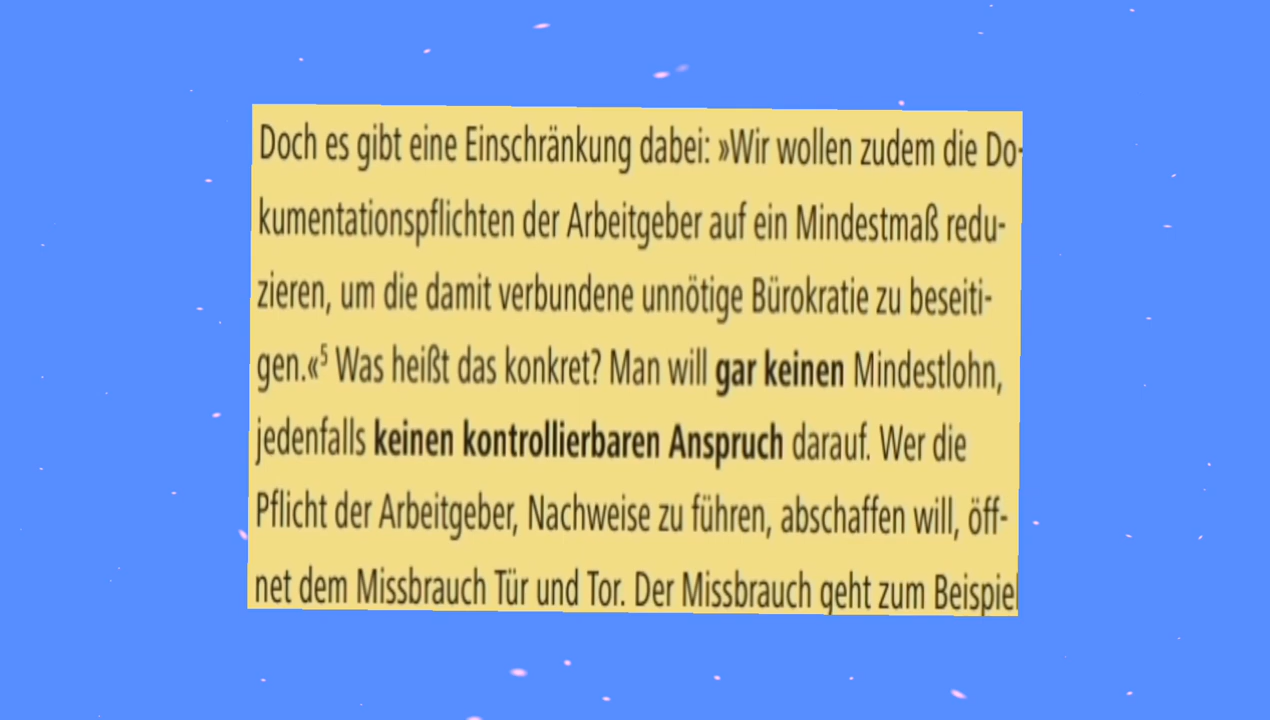 Doch es gibt eine Einschränkung dabei: »Wir wollen zudem die Do-
kumentationspflichten der Arbeitgeber auf ein Mindestmaß redu-
zieren, um die damit verbundene unnötige Bürokratie zu beseiti-
gen.«⁵ Was heißt das konkret? Man will gar keinen Mindestlohn,
jedenfalls keinen kontrollierbaren Anspruch darauf. Wer die
Pflicht der Arbeitgeber, Nachweise zu führen, abschaffen will, öff-
net dem Missbrauch Tür und Tor. Der Missbrauch geht zum Beispiel